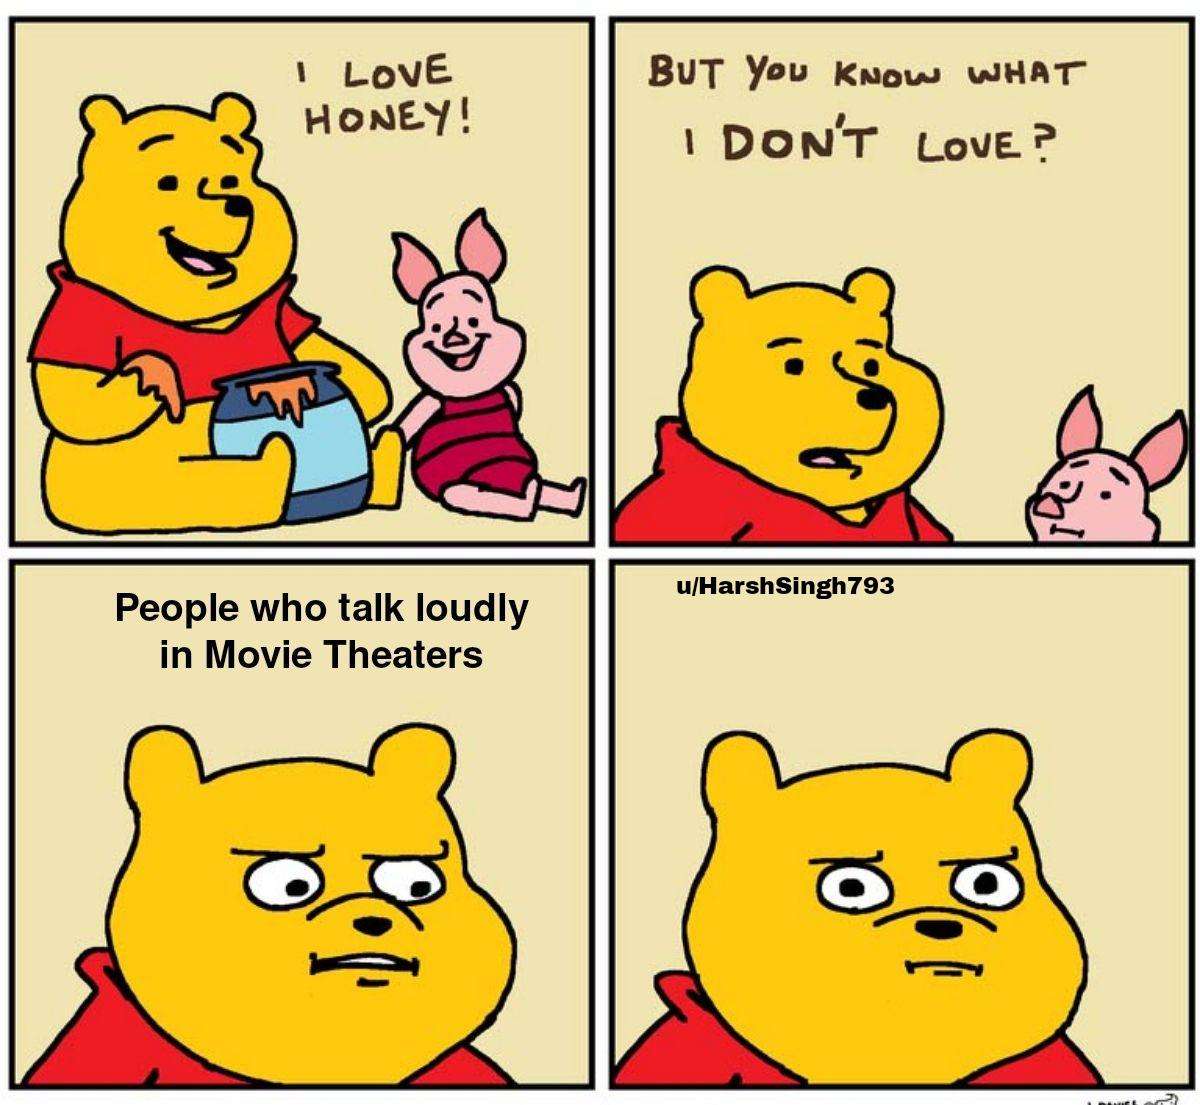 I LOVE
HONEY!
BUT YOU KNOW WHAT
I DON'T LOVE?
People who talk loudly
in Movie Theaters
u/HarshSingh793